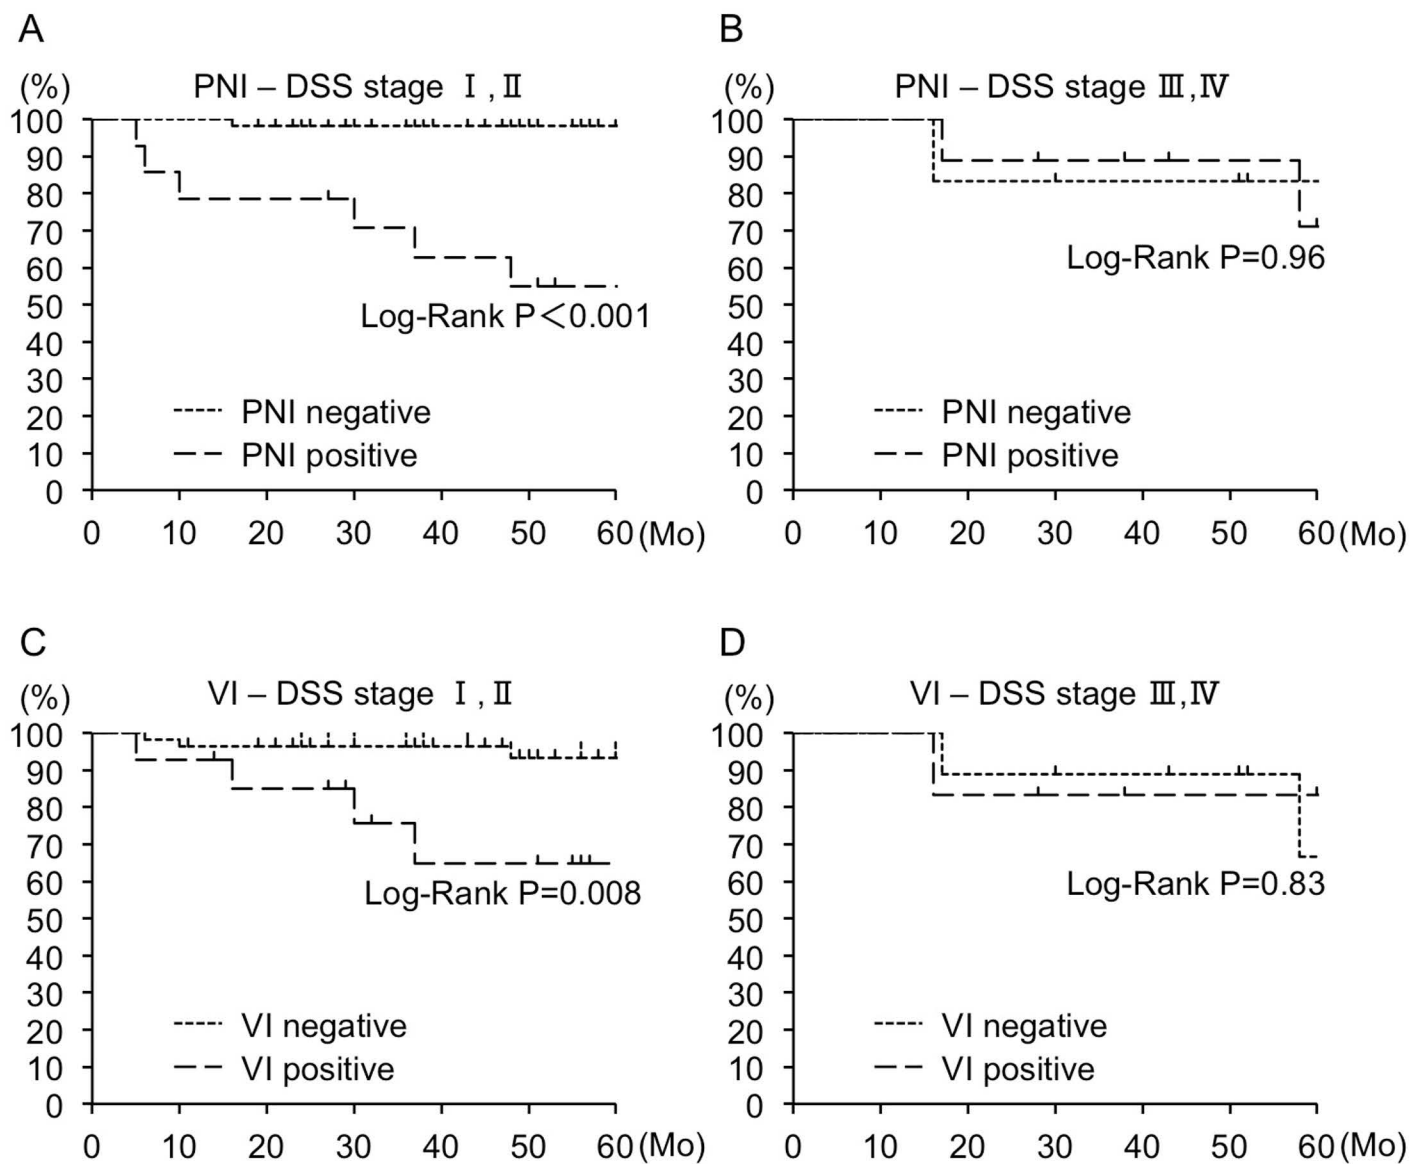 A
(%)
PNI – DSS stage Ⅰ,Ⅱ
100
90
80
70
60
50
40
30
20
10
0
Log-Rank P＜0.001
PNI negative
PNI positive
0 10 20 30 40 50 60 (Mo)
B
(%)
PNI – DSS stage Ⅲ,Ⅳ
100
90
80
70
60
50
40
30
20
10
0
Log-Rank P=0.96
PNI negative
PNI positive
0 10 20 30 40 50 60 (Mo)
C
(%)
VI – DSS stage Ⅰ,Ⅱ
100
90
80
70
60
50
40
30
20
10
0
Log-Rank P=0.008
VI negative
VI positive
0 10 20 30 40 50 60 (Mo)
D
(%)
VI – DSS stage Ⅲ,Ⅳ
100
90
80
70
60
50
40
30
20
10
0
Log-Rank P=0.83
VI negative
VI positive
0 10 20 30 40 50 60 (Mo)